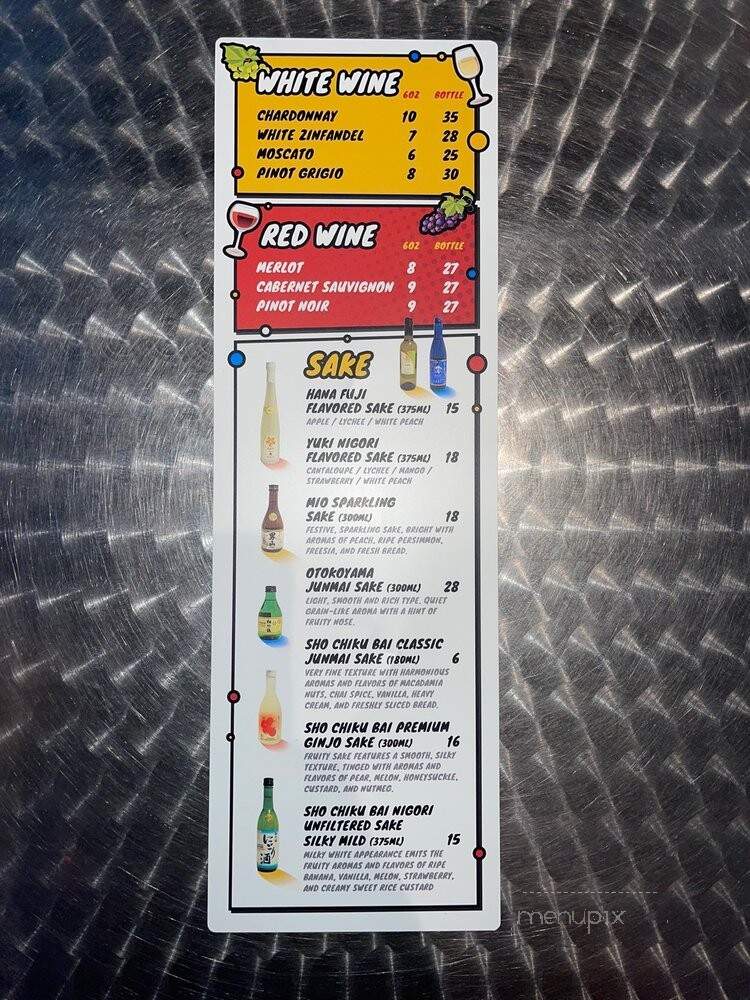 WHITE WINE 6OZ BOTTLE
CHARDONNAY 10 35
WHITE ZINFANDEL 7 28
MOSCATO 6 25
PINOT GRIGIO 8 30
RED WINE 6OZ BOTTLE
MERLOT 8 27
CABERNET SAUVIGNON 9 27
PINOT NOIR 9 27
SAKE
HANA FUJI
FLAVORED SAKE (375ML) 15
APPLE / LYCHEE / WHITE PEACH
YUKI NIGORI
FLAVORED SAKE (375ML) 18
CANTALOUPE / LYCHEE / MANGO /
STRAWBERRY / WHITE PEACH
MIO SPARKLING
SAKE (300ML) 18
FESTIVE, SPARKLING SAKE, BRIGHT WITH
AROMAS OF PEACH, RIPE PERSIMMON,
FREESIA, AND FRESH BREAD.
OTOKOYAMA
JUNMAI SAKE (300ML) 28
LIGHT, SMOOTH AND RICH TYPE. QUIET
GRAIN-LIKE AROMA WITH A HINT OF
FRUITY NOSE.
SHO CHIKU BAI CLASSIC
JUNMAI SAKE (180ML) 6
VERY FINE TEXTURE WITH HARMONIOUS
AROMAS AND FLAVORS OF MACADAMIA
NUTS, CHAI SPICE, VANILLA, HEAVY
CREAM, AND FRESHLY SLICED BREAD.
SHO CHIKU BAI PREMIUM
GINJO SAKE (300ML) 16
FRUITY SAKE FEATURES A SMOOTH, SILKY
TEXTURE, TINGED WITH AROMAS AND
FLAVORS OF PEAR, MELON, HONEYSUCKLE,
CUSTARD, AND NUTMEG.
SHO CHIKU BAI NIGORI
UNFILTERED SAKE
SILKY MILD (375ML) 15
MILKY WHITE APPEARANCE EMITS THE
FRUITY AROMAS AND FLAVORS OF RIPE
BANANA, VANILLA, MELON, STRAWBERRY,
AND CREAMY SWEET RICE CUSTARD
にごり
酒
menupix